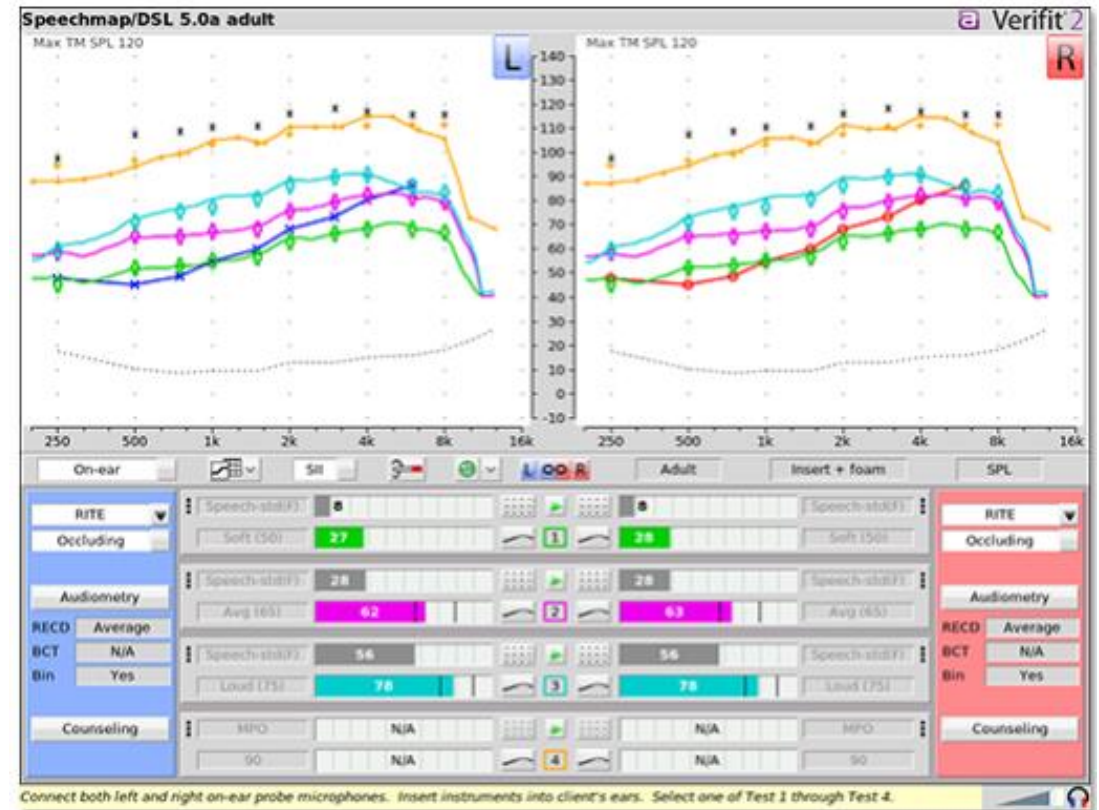 Speechmap/DSL 5.0a adult
a Verifit 2
Max TM SPL 120
L
Max TM SPL 120
R
140
130
120
110
100
90
80
70
60
50
40
30
20
10
0
-10
250 500 1k 2k 4k 8k 16k
250 500 1k 2k 4k 8k 16k
On-ear SII L R Adult Insert + foam SPL
RITE
Occluding
Audiometry
RECD Average
BCT N/A
Bin Yes
Counseling
Speech-std(F) 8 8 Speech-std(F)
Soft (50) 27 1 28 Soft (50)
Speech-std(F) 28 28 Speech-std(F)
Avg (65) 62 2 63 Avg (65)
Speech-std(F) 56 56 Speech-std(F)
Loud (75) 78 3 78 Loud (75)
MPO N/A N/A MPO
90 N/A 4 N/A 90
RITE
Occluding
Audiometry
RECD Average
BCT N/A
Bin Yes
Counseling
Connect both left and right on-ear probe microphones. Insert instruments into client's ears. Select one of Test 1 through Test 4.